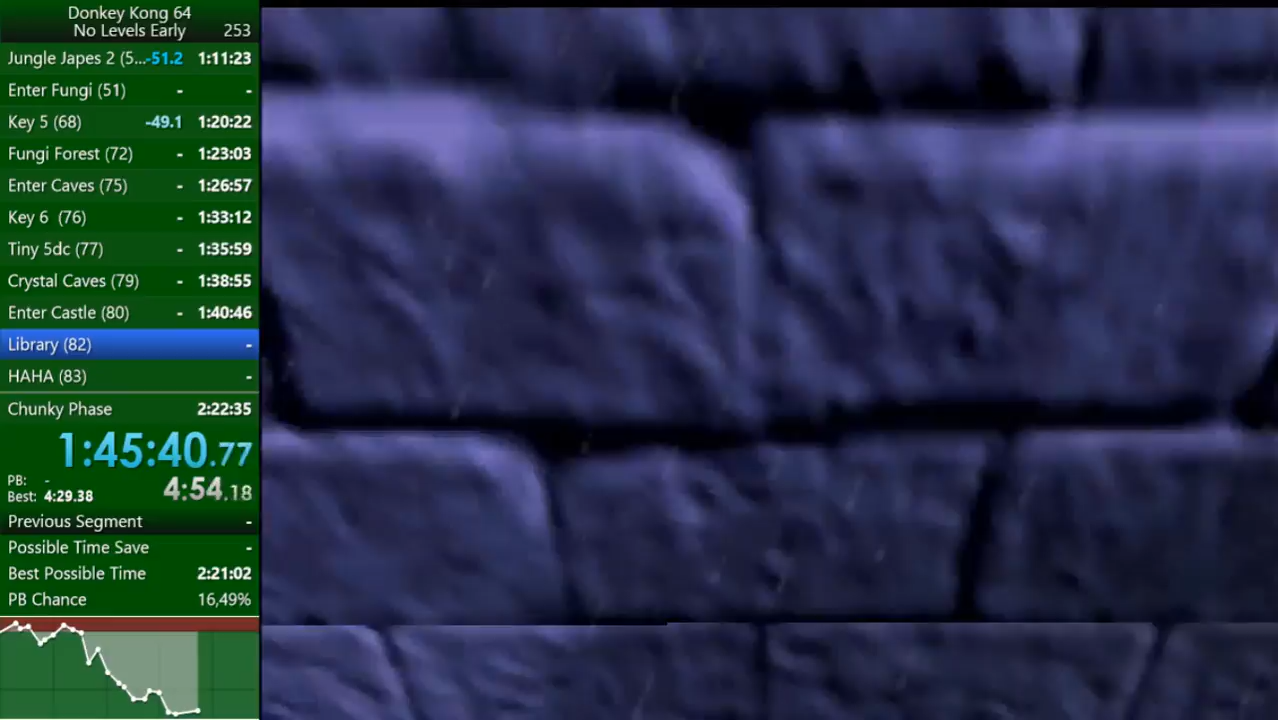 Donkey Kong 64
No Levels Early 253
Jungle Japes 2 (5... -51.2 1:11:23
Enter Fungi (51) - -
Key 5 (68) -49.1 1:20:22
Fungi Forest (72) - 1:23:03
Enter Caves (75) - 1:26:57
Key 6 (76) - 1:33:12
Tiny 5dc (77) - 1:35:59
Crystal Caves (79) - 1:38:55
Enter Castle (80) - 1:40:46
Library (82) -
HAHA (83) -
Chunky Phase 2:22:35
1:45:40.77
PB: -
Best: 4:29.38 4:54.18
Previous Segment -
Possible Time Save -
Best Possible Time 2:21:02
PB Chance 16,49%